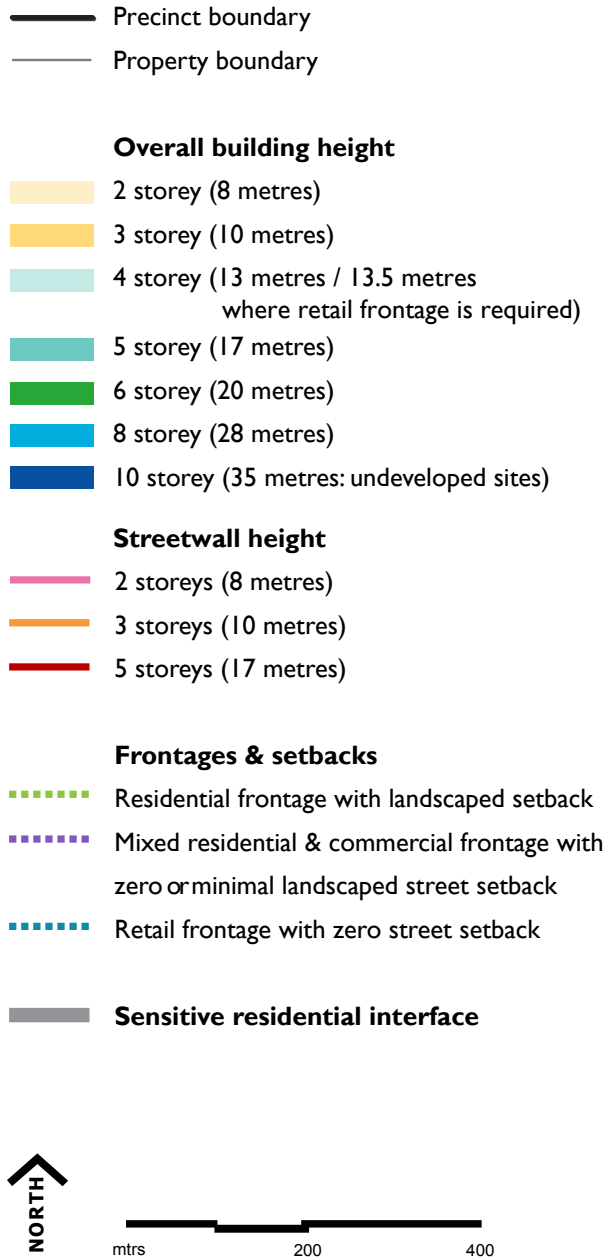 Precinct boundary
Property boundary
Overall building height
2 storey (8 metres)
3 storey (10 metres)
4 storey (13 metres / 13.5 metres
where retail frontage is required)
5 storey (17 metres)
6 storey (20 metres)
8 storey (28 metres)
10 storey (35 metres: undeveloped sites)
Streetwall height
2 storeys (8 metres)
3 storeys (10 metres)
5 storeys (17 metres)
Frontages & setbacks
Residential frontage with landscaped setback
Mixed residential & commercial frontage with
zero or minimal landscaped street setback
Retail frontage with zero street setback
Sensitive residential interface
NORTH
mtrs 200 400